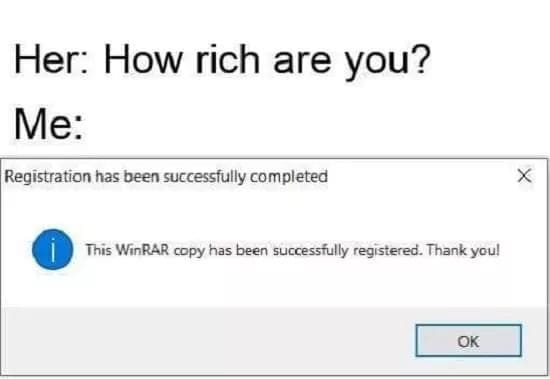 Her: How rich are you?
Me:
Registration has been successfully completed
This WinRAR copy has been successfully registered. Thank you!
OK